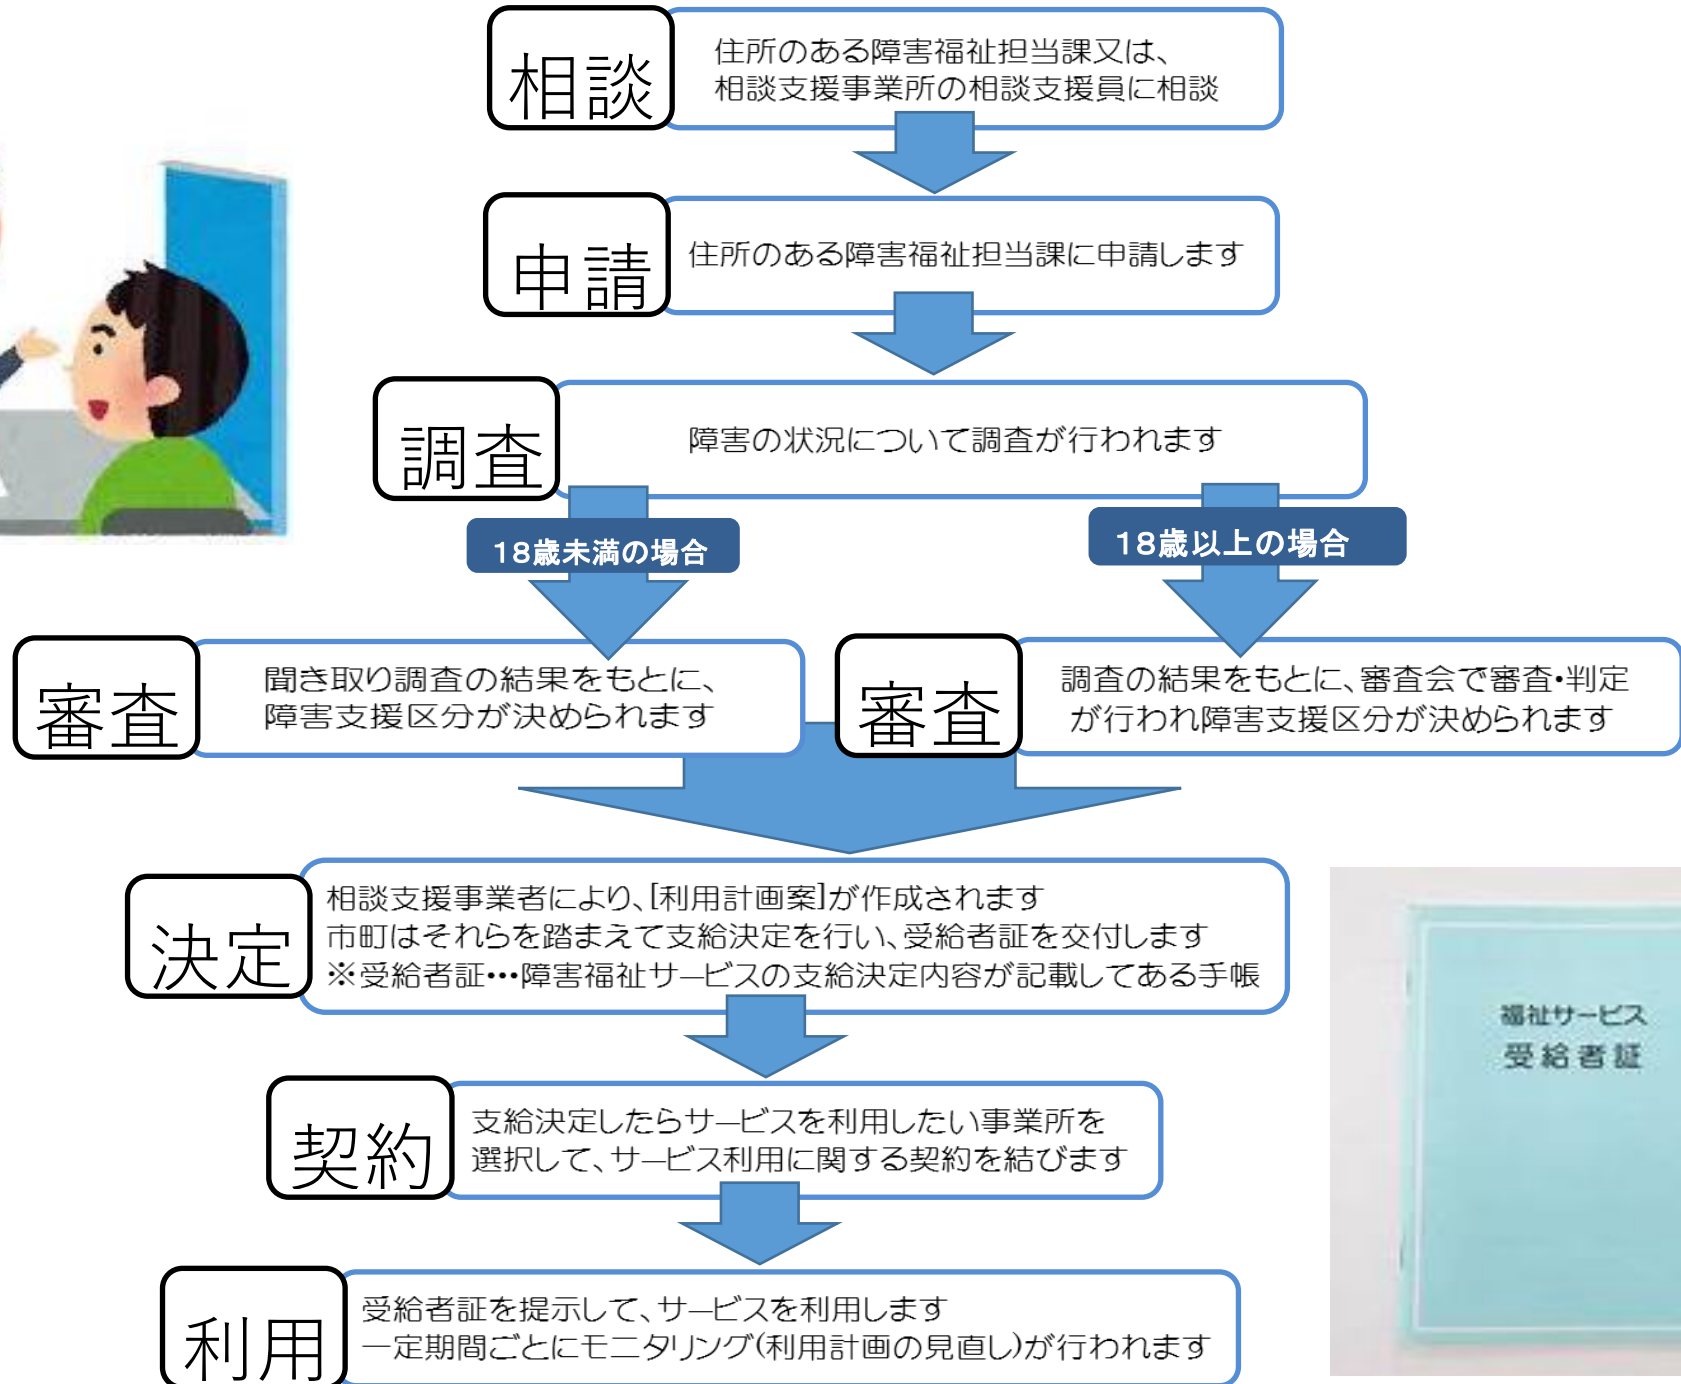 相談
住所のある障害福祉担当課又は、
相談支援事業所の相談支援員に相談
申請
住所のある障害福祉担当課に申請します
調査
障害の状況について調査が行われます
18歳未満の場合
18歳以上の場合
審査
聞き取り調査の結果をもとに、
障害支援区分が決められます
審査
調査の結果をもとに、審査会で審査・判定
が行われ障害支援区分が決められます
決定
相談支援事業者により、[利用計画案]が作成されます
市町はそれらを踏まえて支給決定を行い、受給者証を交付します
※受給者証・・・障害福祉サービスの支給決定内容が記載してある手帳
福祉サービス
受給者証
契約
支給決定したらサービスを利用したい事業所を
選択して、サービス利用に関する契約を結びます
利用
受給者証を提示して、サービスを利用します
一定期間ごとにモニタリング(利用計画の見直し)が行われます